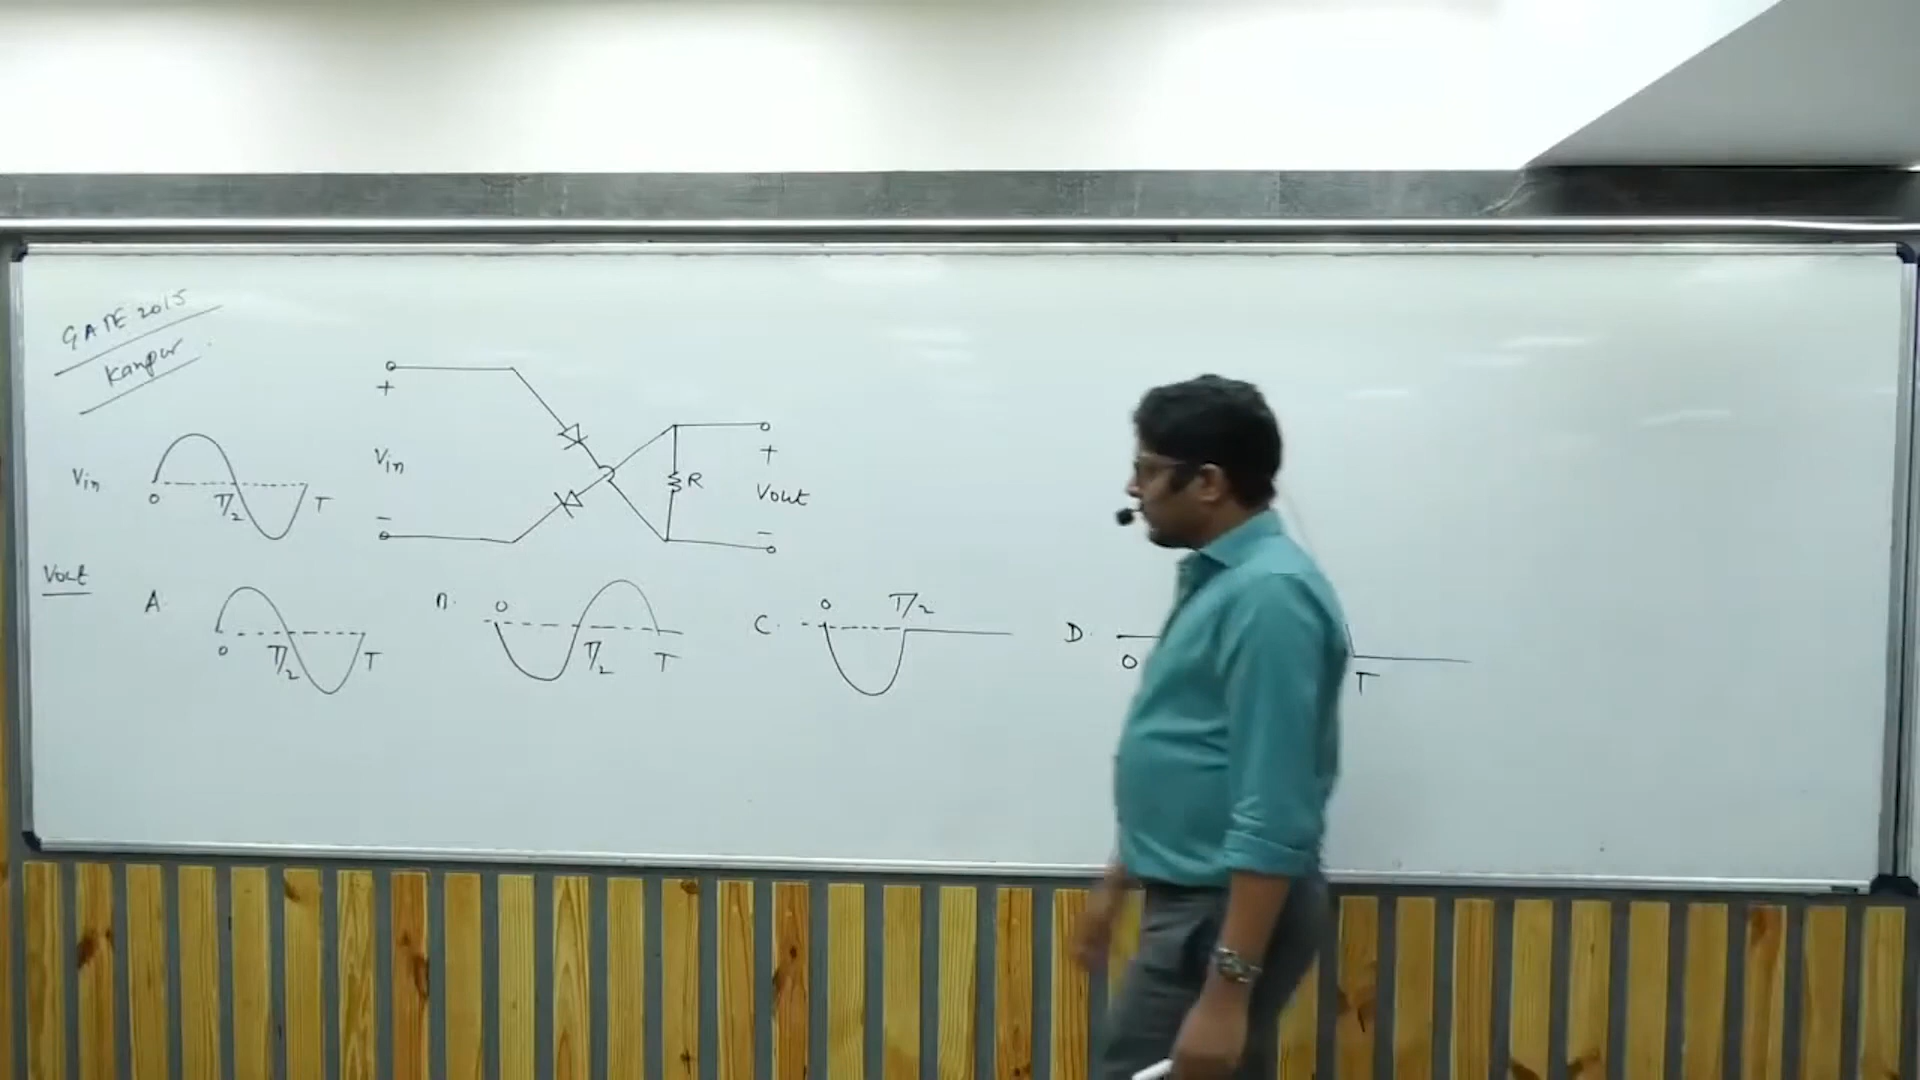 GATE 2015
Kanpur
+
Vin
-
R
+
Vout
-
Vin
0
T/2
T
Vout
A.
0
T/2
T
B.
0
T/2
T
C.
0
T/2
D.
0
T